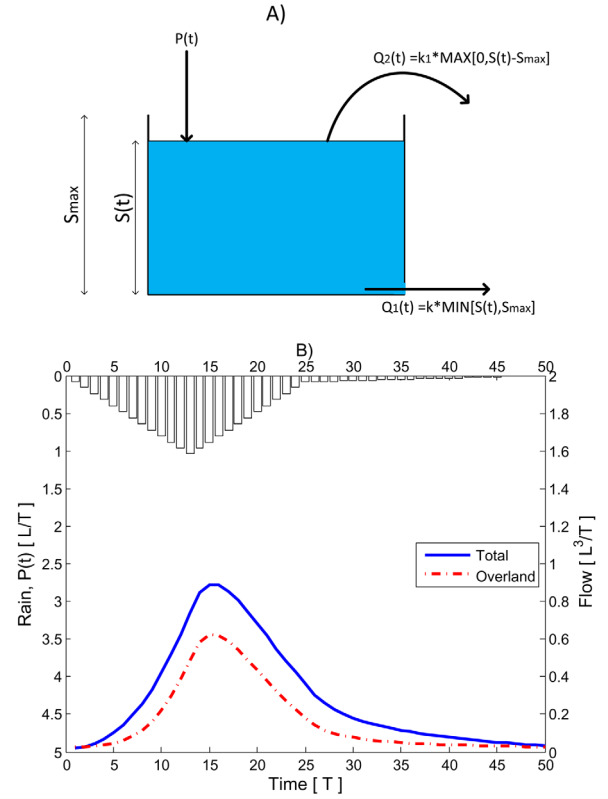 A)
P(t)
Q2(t) =k1*MAX[0,S(t)-Smax]
Smax
S(t)
Q1(t) =k*MIN[S(t),Smax]
B)
0 5 10 15 20 25 30 35 40 45 50
0 2
0.5 1.8
1 1.6
1.5 1.4
2 1.2
2.5 1
3 0.8
3.5 0.6
4 0.4
4.5 0.2
5 0
Rain, P(t) [ L/T ]
Flow [ L³/T ]
Total
Overland
0 5 10 15 20 25 30 35 40 45 50
Time [ T ]